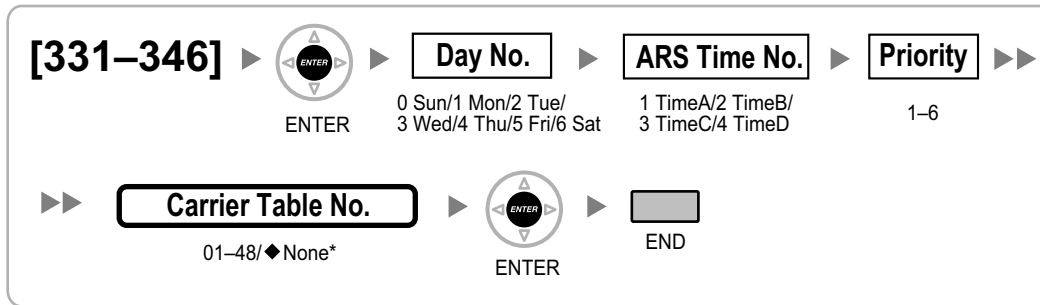 [331–346]
ENTER
ENTER
Day No.
0 Sun/1 Mon/2 Tue/
3 Wed/4 Thu/5 Fri/6 Sat
ARS Time No.
1 TimeA/2 TimeB/
3 TimeC/4 TimeD
Priority
1–6
Carrier Table No.
01–48/◆None*
ENTER
ENTER
END